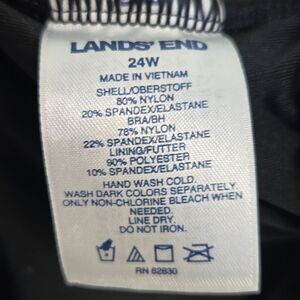 LANDS' END
24W
MADE IN VIETNAM
SHELL/OBERSTOFF
80% NYLON
20% SPANDEX/ELASTANE
BRA/BH
78% NYLON
22% SPANDEX/ELASTANE
LINING/FUTTER
90% POLYESTER
10% SPANDEX/ELASTANE
HAND WASH COLD.
WASH DARK COLORS SEPARATELY.
ONLY NON-CHLORINE BLEACH WHEN
NEEDED.
LINE DRY.
DO NOT IRON.
RN 62830